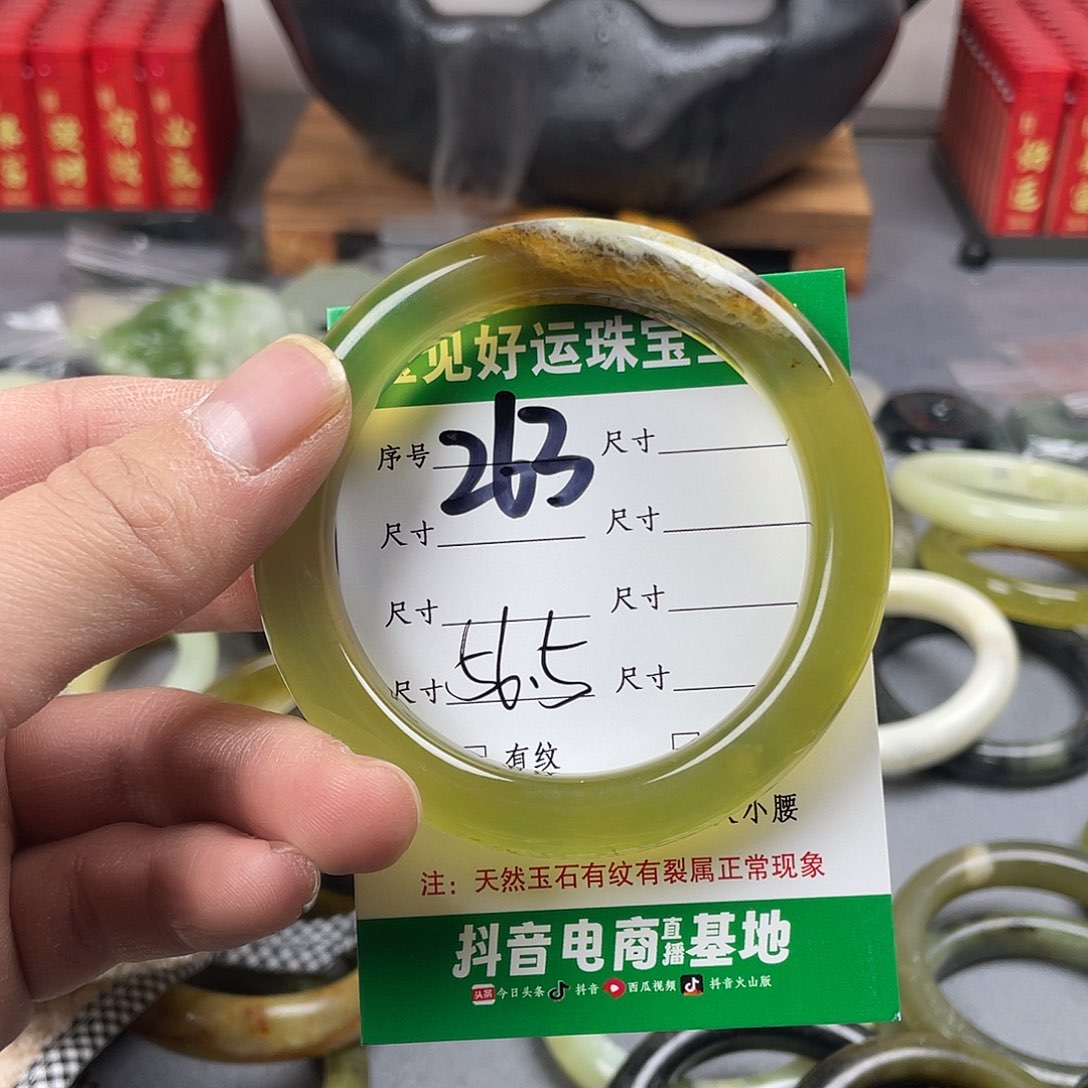 见好运珠宝
序号 263 尺寸
尺寸 尺寸
尺寸 尺寸
尺寸 56.5 尺寸
有纹
小腰
注：天然玉石有纹有裂属正常现象
抖音电商直播基地
头条 今日头条 抖音 西瓜视频 抖音火山版